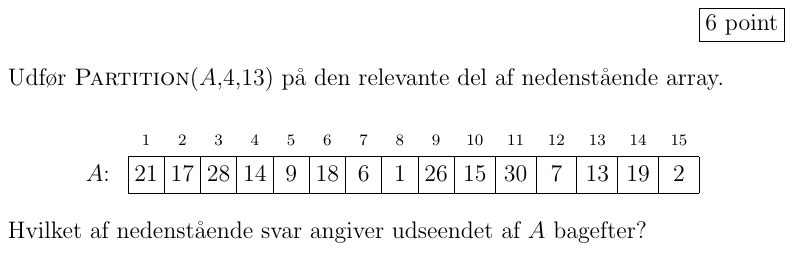 6 point
Udfør PARTITION(A,4,13) på den relevante del af nedenstående array.
1 2 3 4 5 6 7 8 9 10 11 12 13 14 15
A: 21 17 28 14 9 18 6 1 26 15 30 7 13 19 2
Hvilket af nedenstående svar angiver udseendet af A bagefter?